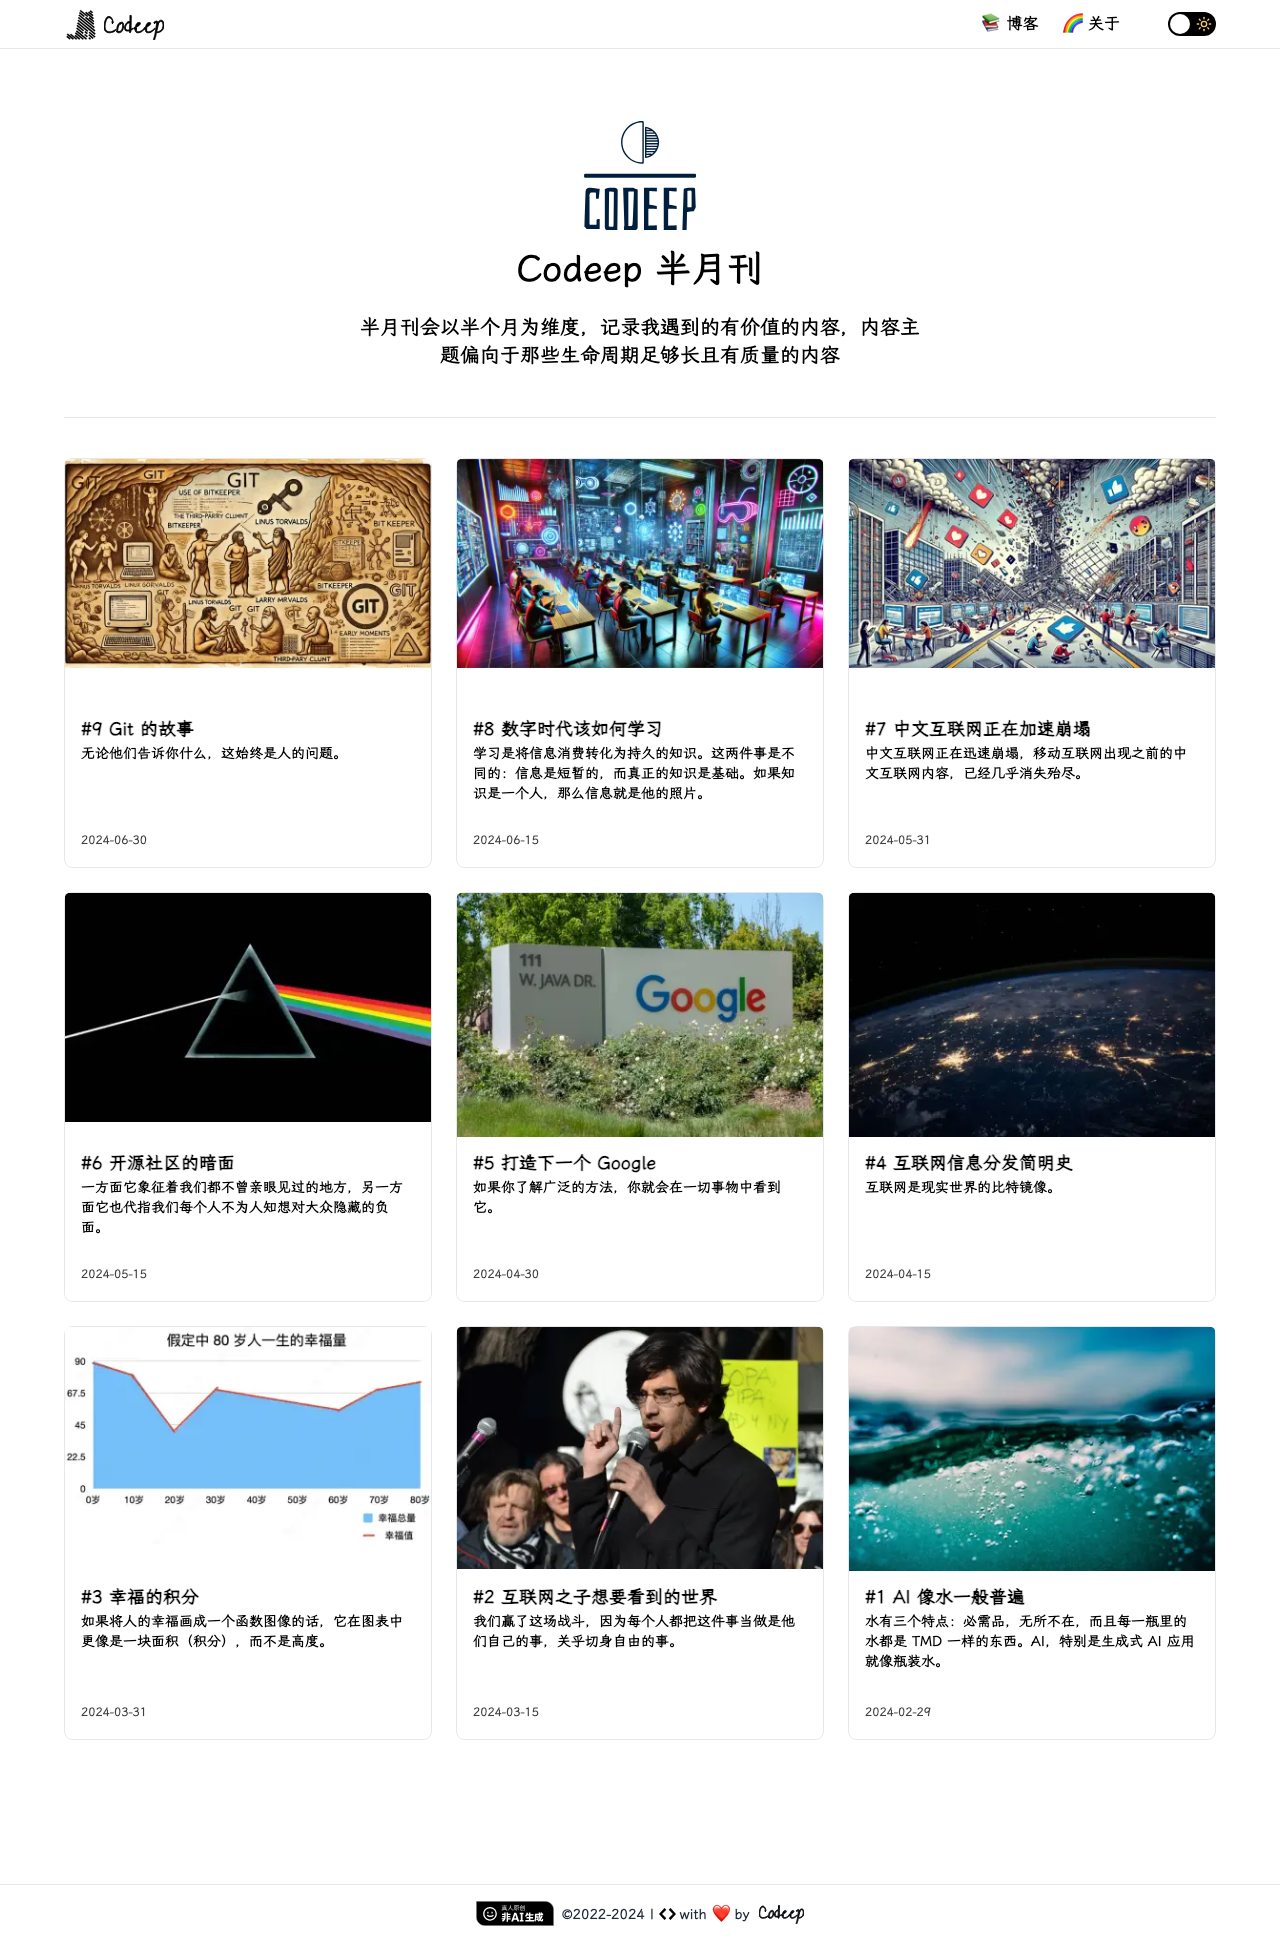 Codeep
📚 博客
🌈 关于
CODEEP
Codeep 半月刊
半月刊会以半个月为维度，记录我遇到的有价值的内容，内容主
题偏向于那些生命周期足够长且有质量的内容
GIT
GIT
GIT
USE OF BITKEEPER
BITKEEPER
LINUS TORVALDS
BITKEEPER
LINUS TORVALDS
LARRY MRVALDS
BITKEEPER
GIT
GIT
GIT
GIT
EARLY MOMENTS
THIRD-PARY CLUNT
#9 Git 的故事
无论他们告诉你什么，这始终是人的问题。
2024-06-30
#8 数字时代该如何学习
学习是将信息消费转化为持久的知识。这两件事是不
同的：信息是短暂的，而真正的知识是基础。如果知
识是一个人，那么信息就是他的照片。
2024-06-15
#7 中文互联网正在加速崩塌
中文互联网正在迅速崩塌，移动互联网出现之前的中
文互联网内容，已经几乎消失殆尽。
2024-05-31
#6 开源社区的暗面
一方面它象征着我们都不曾亲眼见过的地方，另一方
面它也代指我们每个人不为人知想对大众隐藏的负
面。
2024-05-15
111
W. JAVA DR.
Google
#5 打造下一个 Google
如果你了解广泛的方法，你就会在一切事物中看到
它。
2024-04-30
#4 互联网信息分发简明史
互联网是现实世界的比特镜像。
2024-04-15
假定中 80 岁人一生的幸福量
90
67.5
45
22.5
0
0岁 10岁 20岁 30岁 40岁 50岁 60岁 70岁 80岁
幸福总量
幸福值
#3 幸福的积分
如果将人的幸福画成一个函数图像的话，它在图表中
更像是一块面积（积分），而不是高度。
2024-03-31
#2 互联网之子想要看到的世界
我们赢了这场战斗，因为每个人都把这件事当做是他
们自己的事，关乎切身自由的事。
2024-03-15
#1 AI 像水一般普遍
水有三个特点：必需品，无所不在，而且每一瓶里的
水都是 TMD 一样的东西。AI，特别是生成式 AI 应用
就像瓶装水。
2024-02-29
真人原创
非AI生成
©2022-2024 | <> with ❤️ by Codeep